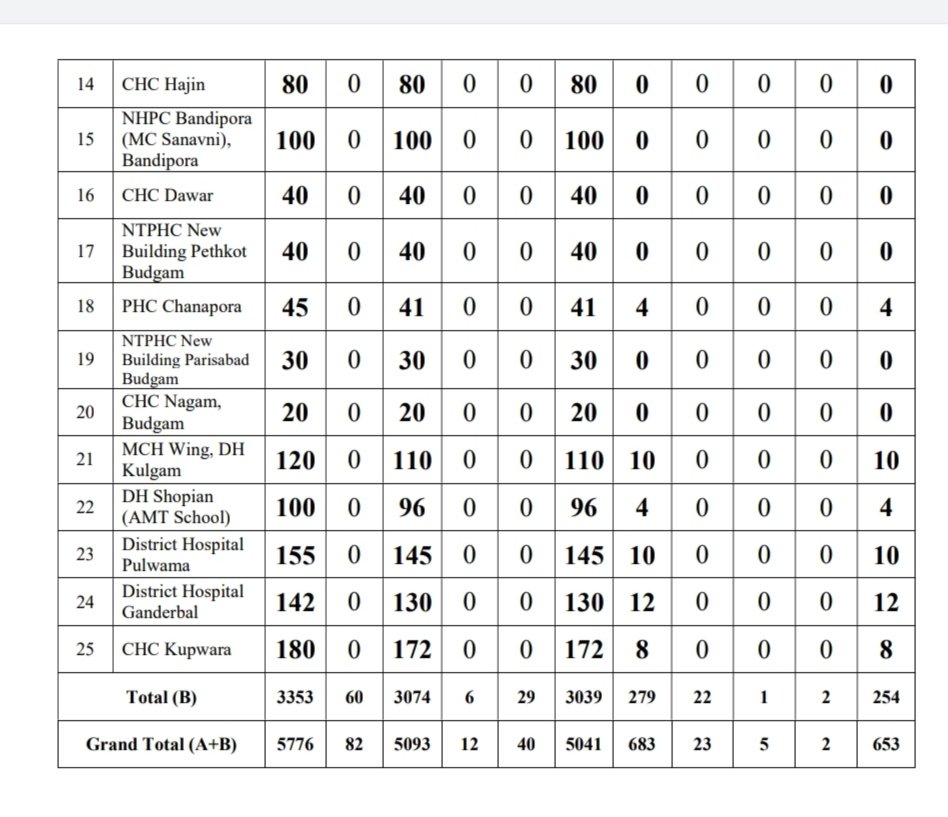 14 CHC Hajin 80 0 80 0 0 80 0 0 0 0 0
NHPC Bandipora
15 (MC Sanavni), 100 0 100 0 0 100 0 0 0 0 0
Bandipora
16 CHC Dawar 40 0 40 0 0 40 0 0 0 0 0
NTPHC New
17 Building Pethkot 40 0 40 0 0 40 0 0 0 0 0
Budgam
18 PHC Chanapora 45 0 41 0 0 41 4 0 0 0 4
NTPHC New
19 Building Parisabad 30 0 30 0 0 30 0 0 0 0 0
Budgam
20 CHC Nagam, 20 0 20 0 0 20 0 0 0 0 0
Budgam
21 MCH Wing, DH 120 0 110 0 0 110 10 0 0 0 10
Kulgam
22 DH Shopian 100 0 96 0 0 96 4 0 0 0 4
(AMT School)
23 District Hospital 155 0 145 0 0 145 10 0 0 0 10
Pulwama
24 District Hospital 142 0 130 0 0 130 12 0 0 0 12
Ganderbal
25 CHC Kupwara 180 0 172 0 0 172 8 0 0 0 8
Total (B) 3353 60 3074 6 29 3039 279 22 1 2 254
Grand Total (A+B) 5776 82 5093 12 40 5041 683 23 5 2 653